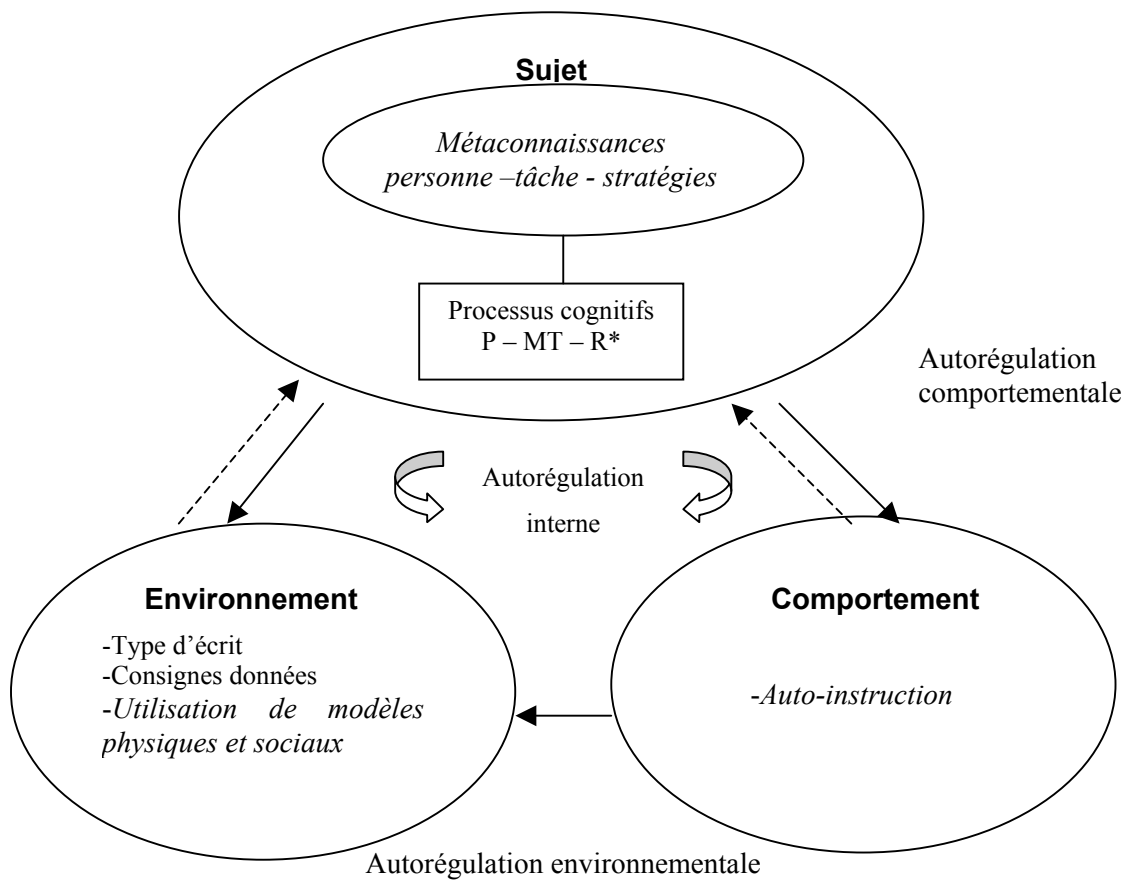 Sujet
Métaconnaissances
personne –tâche - stratégies
Processus cognitifs
P – MT – R*
Autorégulation
comportementale
Autorégulation
interne
Environnement
-Type d’écrit
-Consignes données
-Utilisation de modèles
physiques et sociaux
Comportement
-Auto-instruction
Autorégulation environnementale